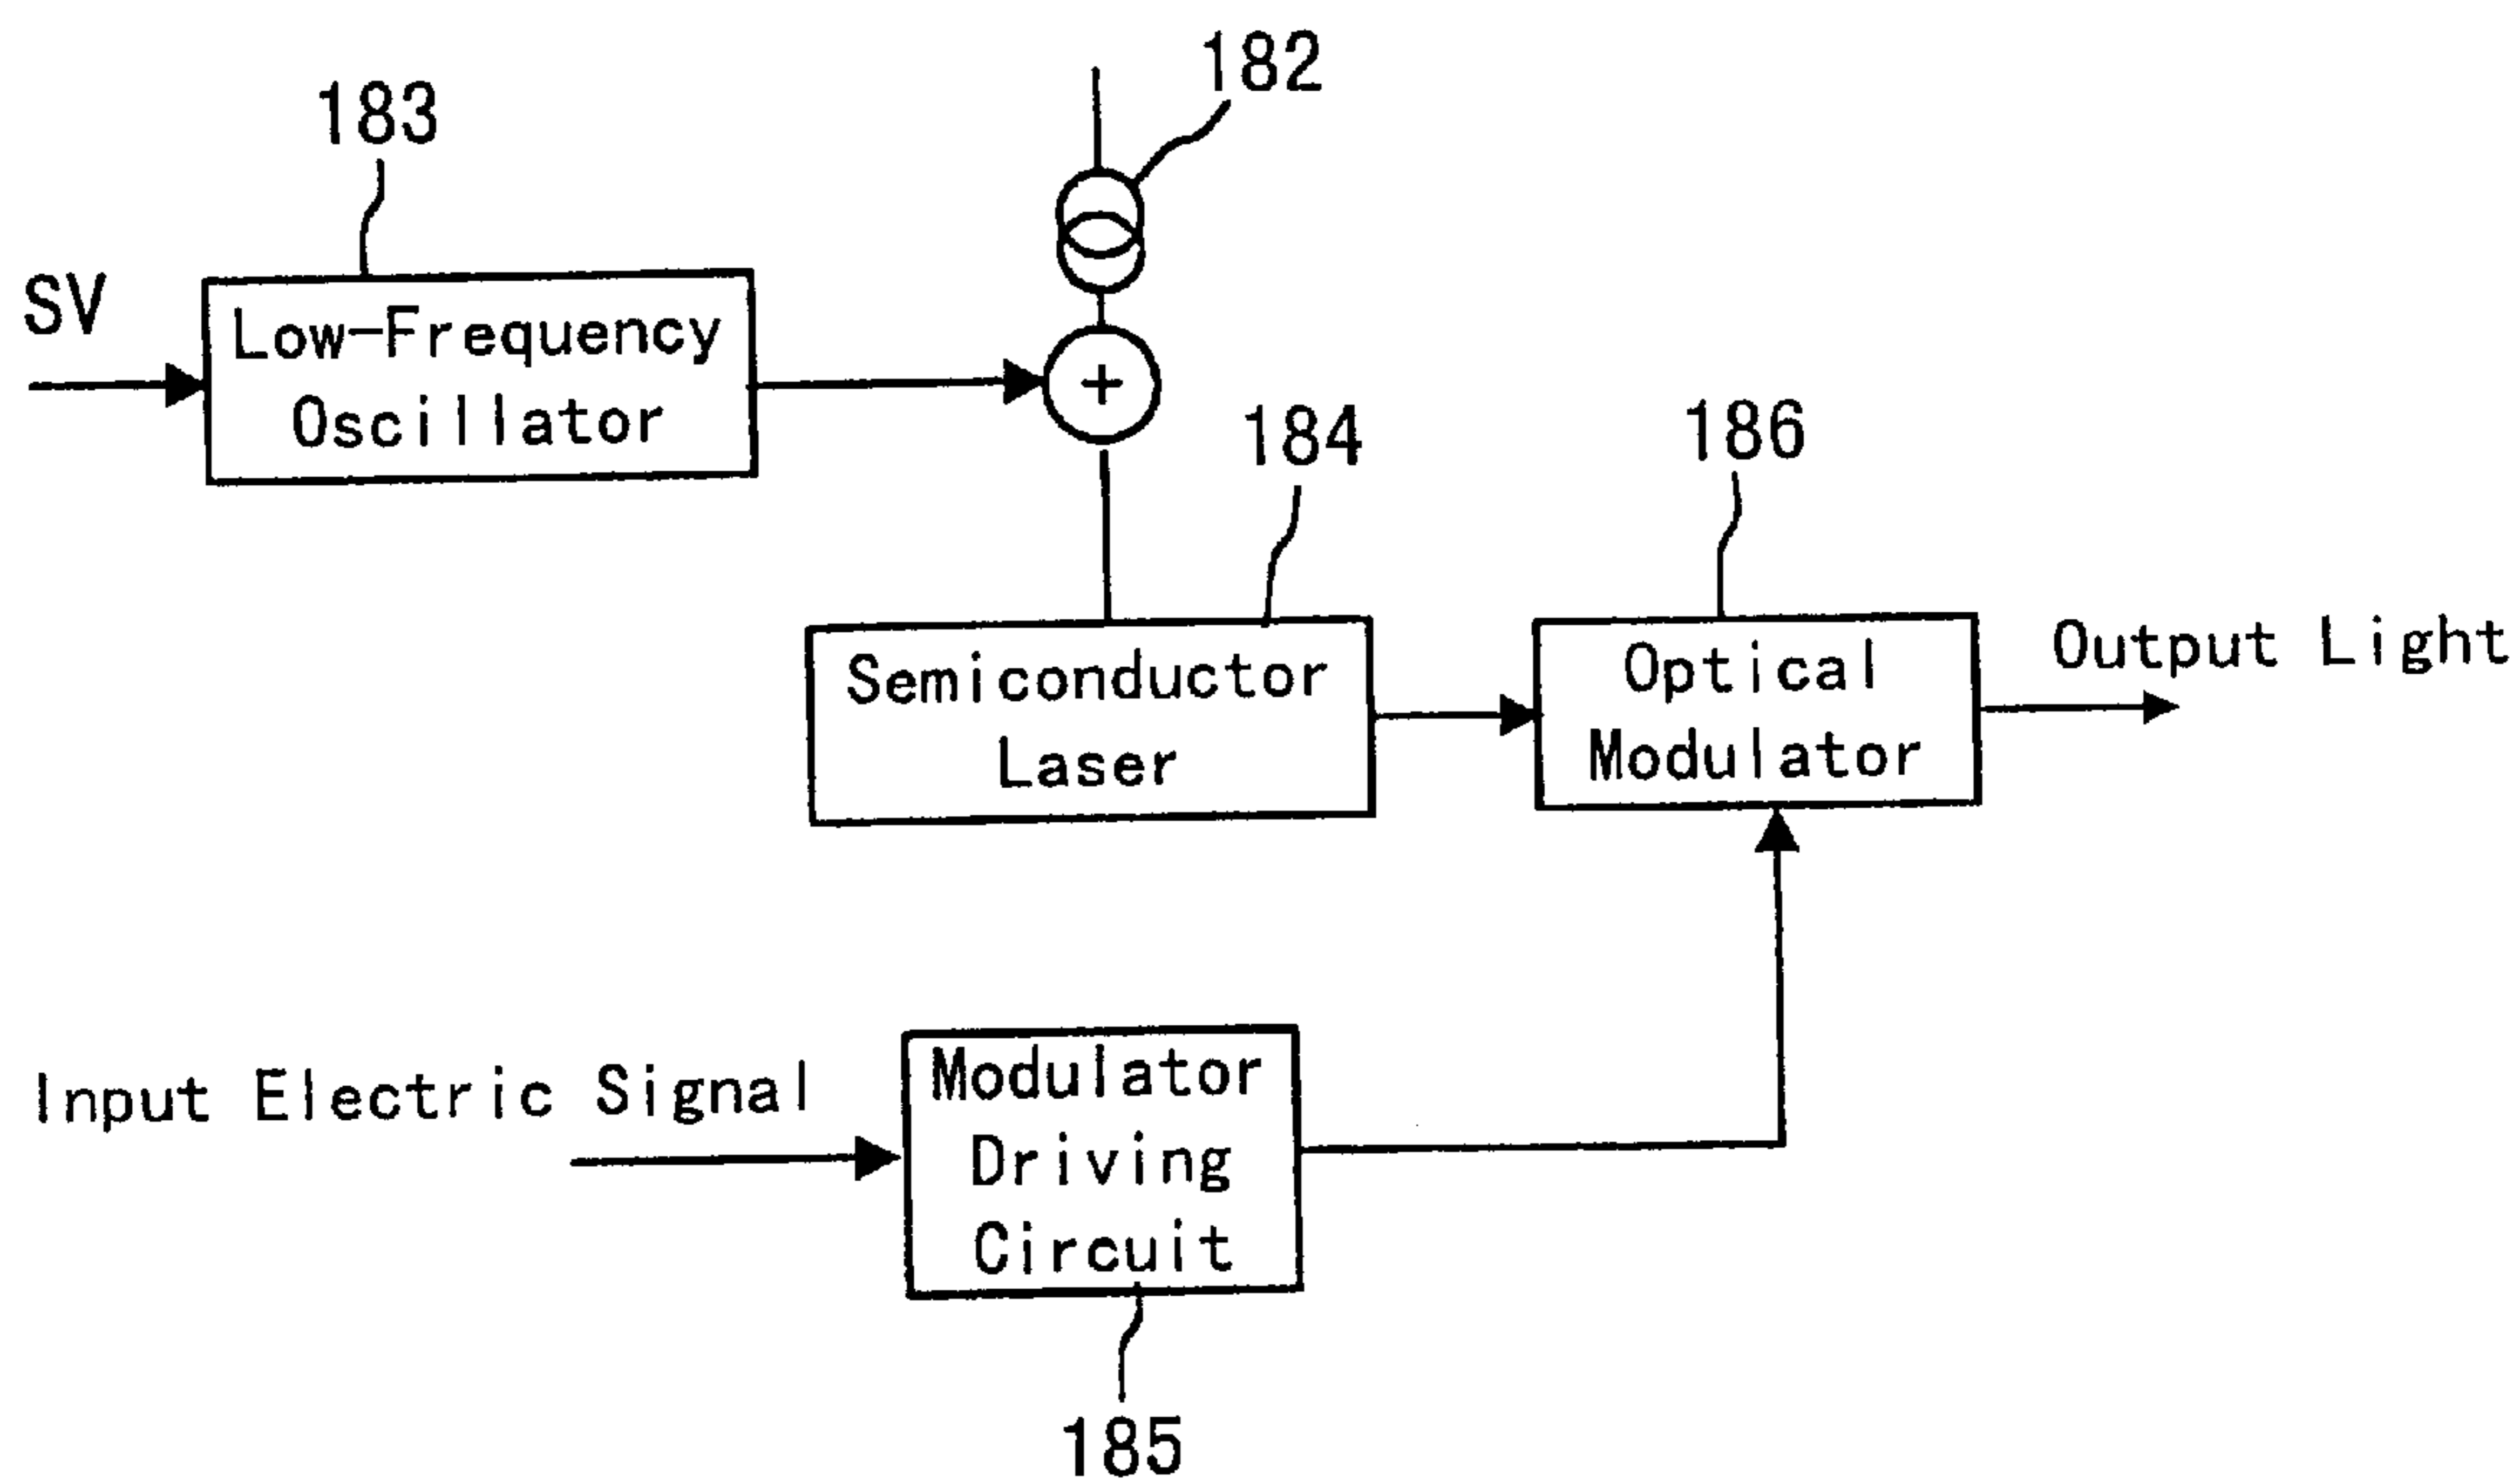 182
183
SV
Low-Frequency
Oscillator
+
184
186
Semiconductor
Laser
Optical
Modulator
Output Light
Input Electric Signal
Modulator
Driving
Circuit
185